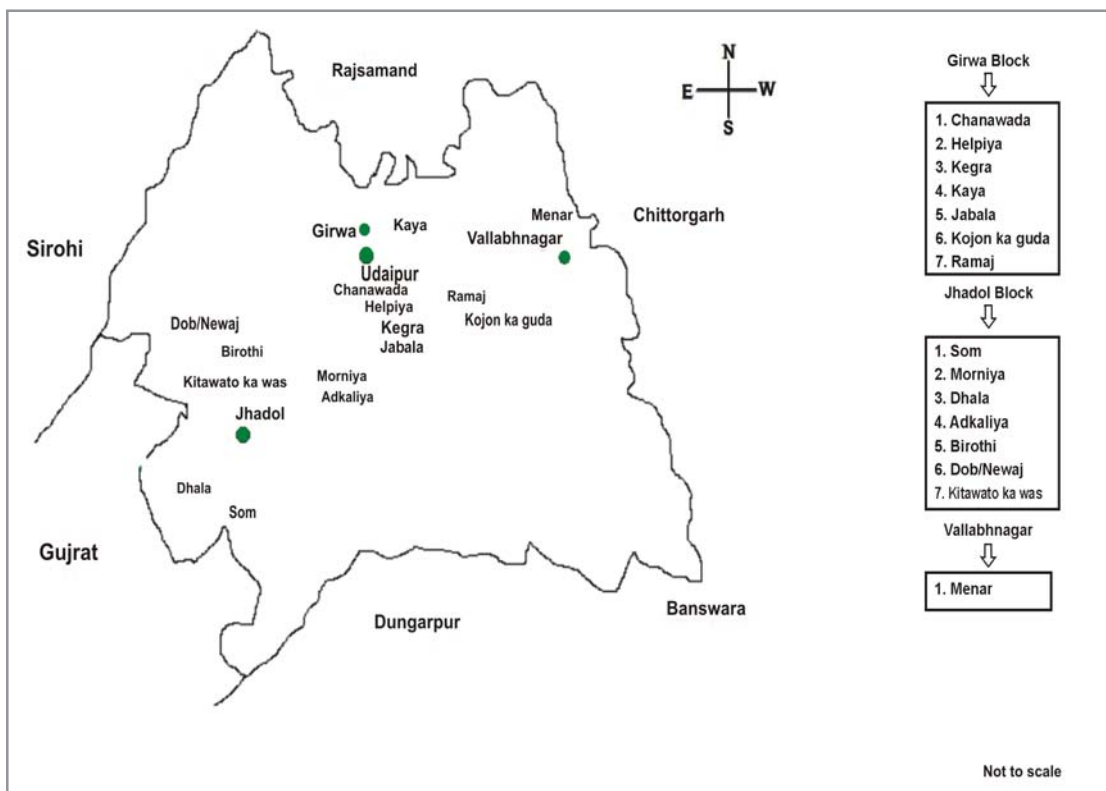 Rajsamand
N
E
W
S
Sirohi
Girwa
Kaya
Menar
Vallabhnagar
Chittorgarh
Udaipur
Chanawada
Helpiya
Ramaj
Kojon ka guda
Kegra
Jabala
Dob/Newaj
Birothi
Kitawato ka was
Morniya
Adkaliya
Jhadol
Dhala
Som
Gujrat
Dungarpur
Banswara
Girwa Block
1. Chanawada
2. Helpiya
3. Kegra
4. Kaya
5. Jabala
6. Kojon ka guda
7. Ramaj
Jhadol Block
1. Som
2. Morniya
3. Dhala
4. Adkaliya
5. Birothi
6. Dob/Newaj
7. Kitawato ka was
Vallabhnagar
1. Menar
Not to scale